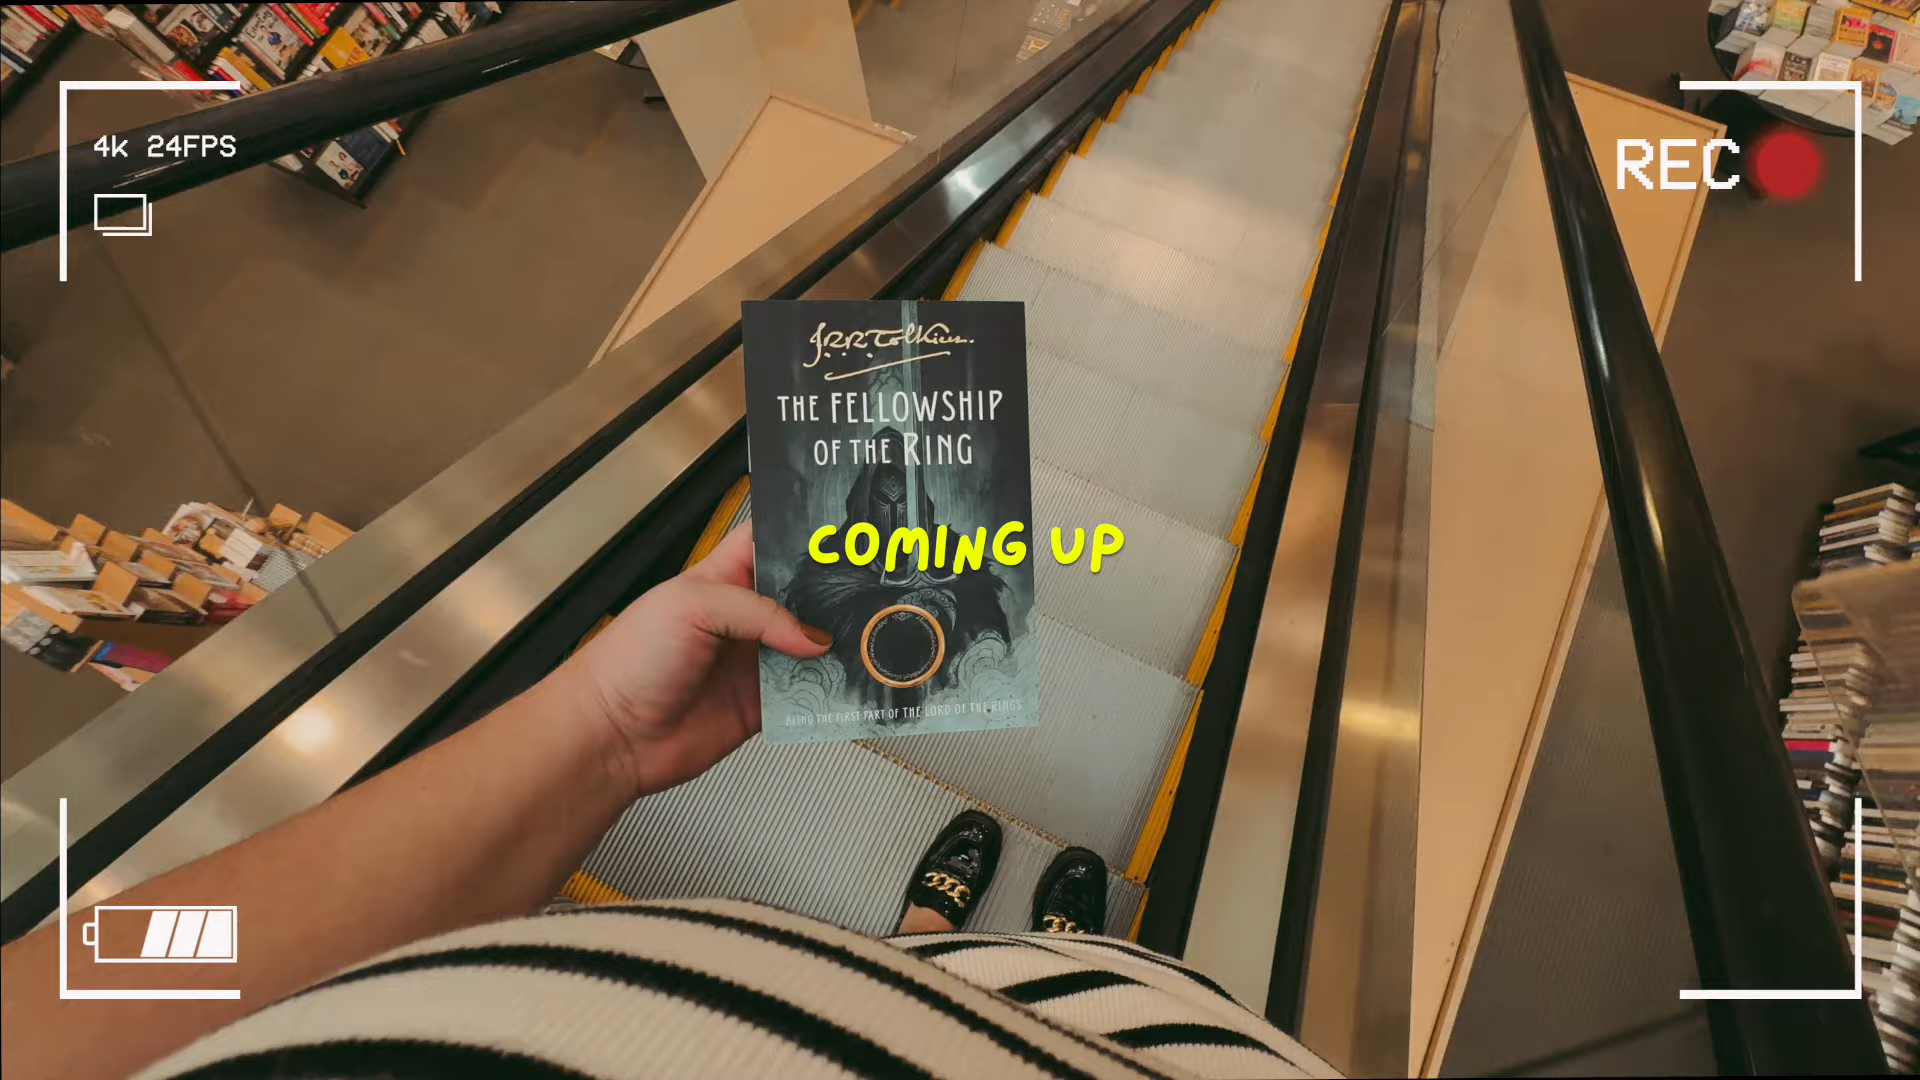 4k 24FPS
REC
J.R.R. Tolkien.
THE FELLOWSHIP
OF THE RING
COMING UP
BEING THE FIRST PART OF THE LORD OF THE RINGS